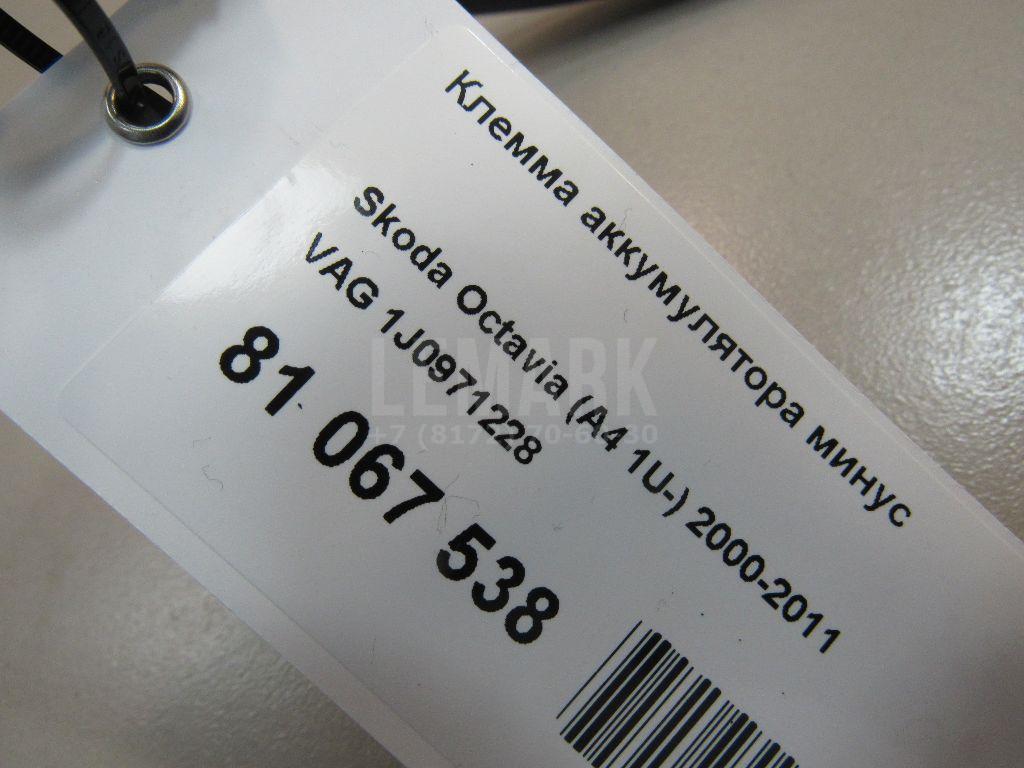 Клемма аккумулятора минус
Skoda Octavia (A4 1U-) 2000-2011
VAG 1J0971228
81 067 538
LEMARK